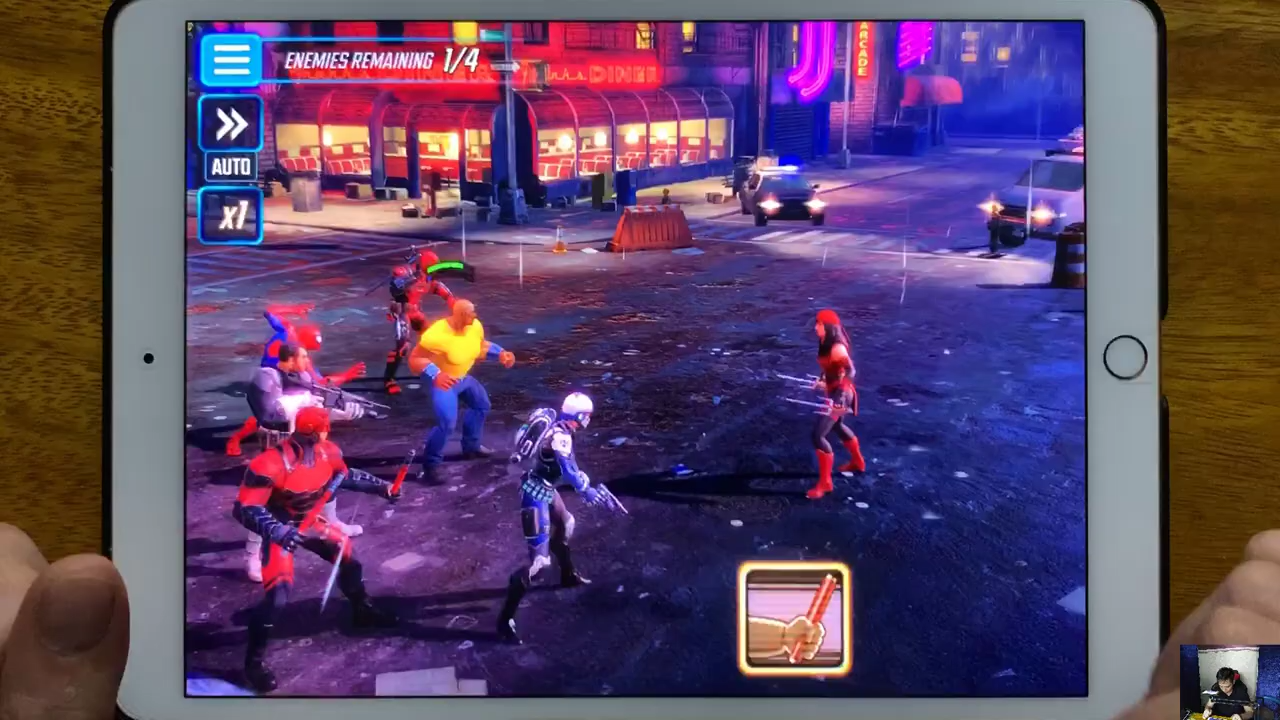 ENEMIES REMAINING 1/4
DINER
ARCADE
AUTO
X1